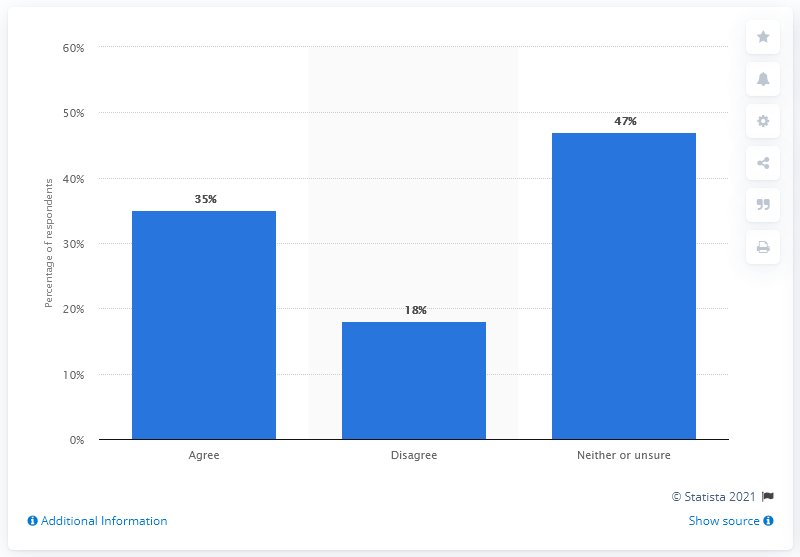 60%
50%
40%
30%
20%
10%
0%
Percentage of respondents
35%
18%
47%
Agree
Disagree
Neither or unsure
© Statista 2021
Additional Information
Show source